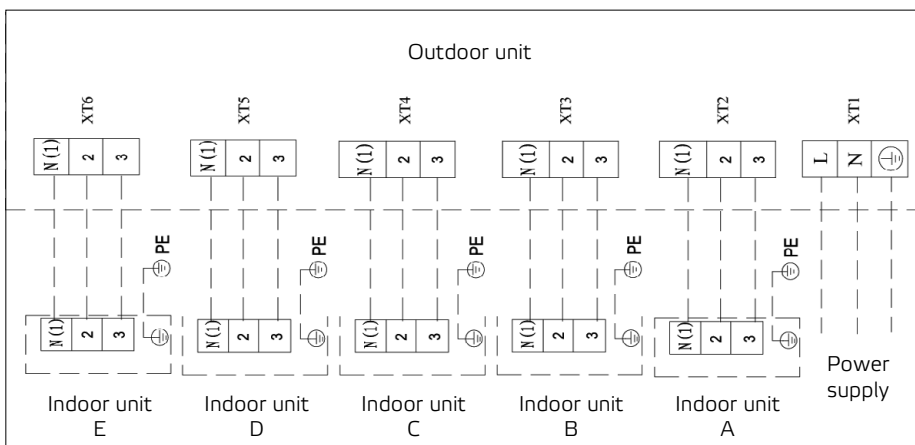 Outdoor unit
XT6 XT5 XT4 XT3 XT2 XT1
N(1) 2 3 N(1) 2 3 N(1) 2 3 N(1) 2 3 N(1) 2 3 L N
PE PE PE PE PE
N(1) 2 3 N(1) 2 3 N(1) 2 3 N(1) 2 3 N(1) 2 3
Power
supply
Indoor unit
E
Indoor unit
D
Indoor unit
C
Indoor unit
B
Indoor unit
A